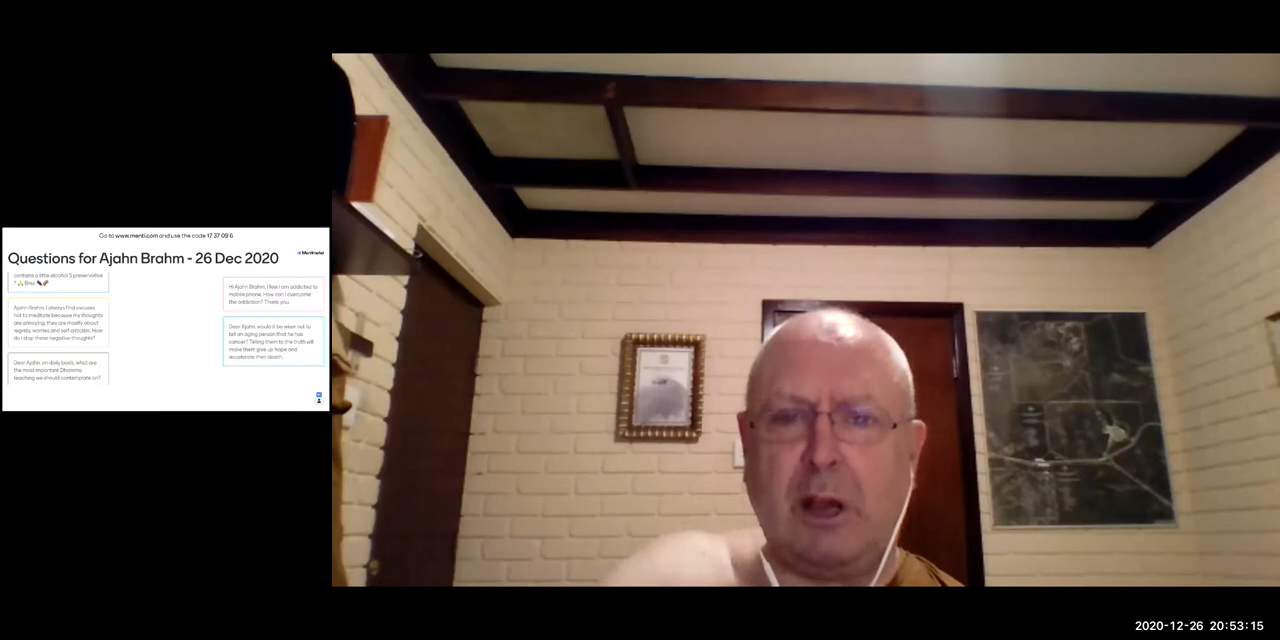 Go to www.menti.com and use the code 17 37 09 6
Questions for Ajahn Brahm - 26 Dec 2020
Mentimeter
contains a little alcohol & preservative
Bliss
Ajahn Brahm, I always find excuses
not to meditate because my thoughts
are annoying, they are mostly about
regrets, worries and self criticism. How
do I stop these negative thoughts?
Dear Ajahn, on daily basis, what are
the most important Dhamma
teaching we should contemplate on?
Hi Ajahn Brahm, I feel I am addicted to
mobile phone. How can I overcome
the addiction? Thank you
Dear Ajahn, would it be wiser not to
tell an aging person that he has
cancer? Telling them to the truth will
make them give up hope and
accelerate their death.
2020-12-26 20:53:15